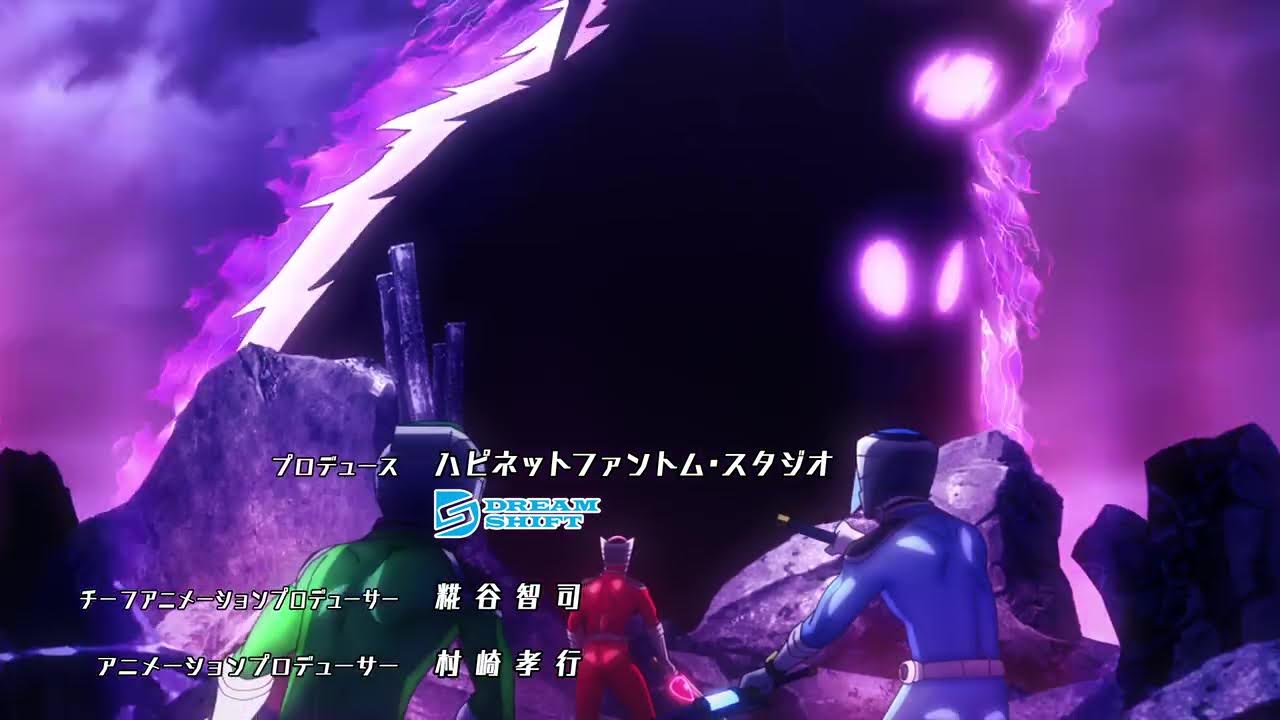 プロデュース ハピネットファントム・スタジオ
DREAM
SHIFT
チーフアニメーションプロデューサー 糀谷智司
アニメーションプロデューサー 村崎孝行